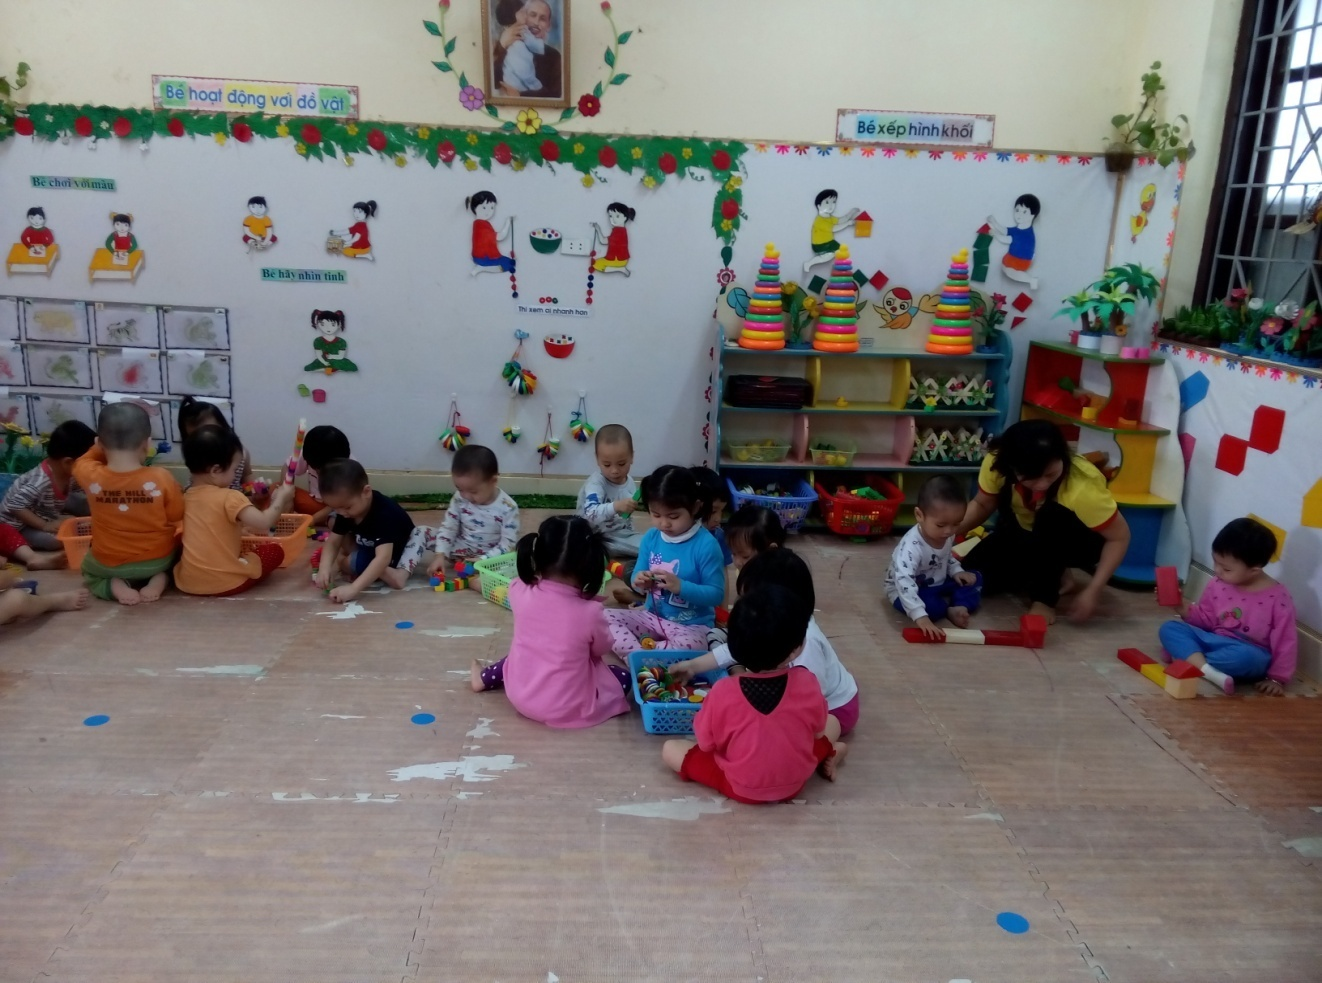 Bé hoạt động với đồ vật
Bé xếp hình khối
Bé chơi với màu
Bé hãy nhìn tinh
Thi xem ai nhanh hơn
THE HILL
MARATHON